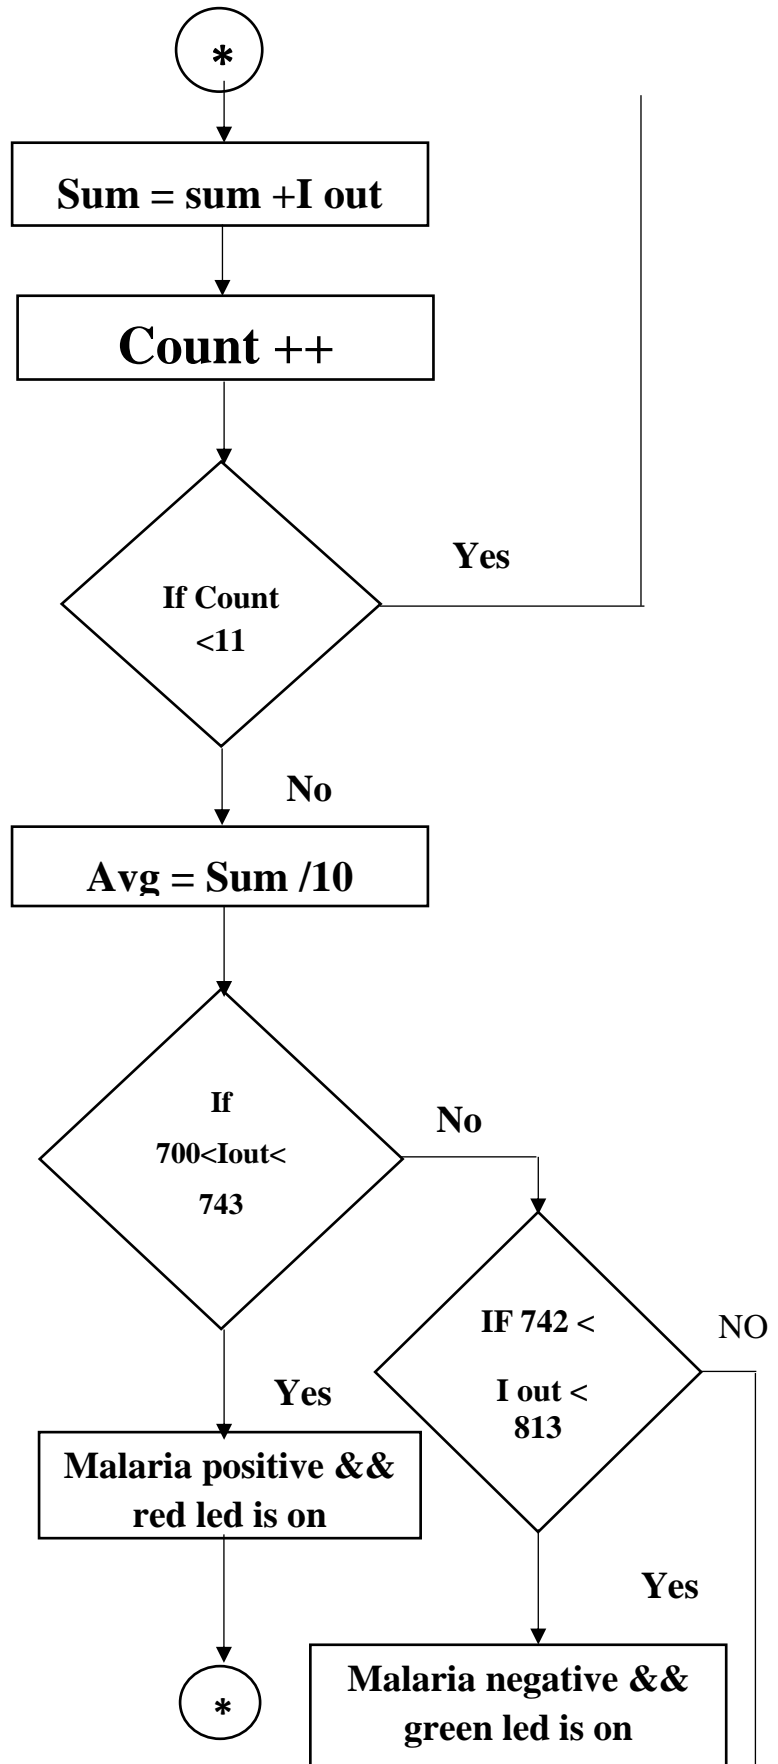 *
Sum = sum +I out
Count ++
Yes
If Count
<11
No
Avg = Sum /10
If
700<Iout<
743
No
IF 742 <
I out <
813
NO
Yes
Malaria positive &&
red led is on
Yes
Malaria negative &&
green led is on
*